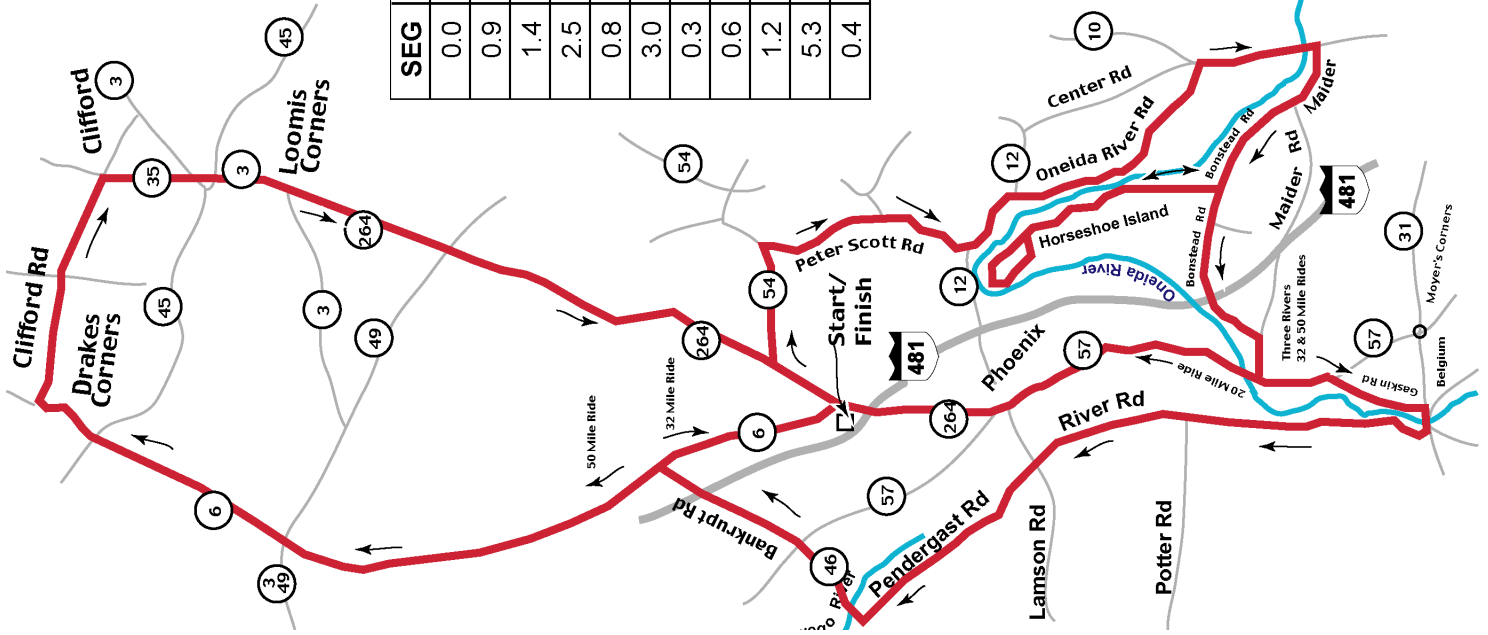 SEG
0.0
0.9
1.4
2.5
0.8
3.0
0.3
0.6
1.2
5.3
0.4
45
3
Clifford
Loomis
Corners
35
3
264
Clifford Rd
Drakes
Corners
45
3
49
6
3
49
50 Mile Ride
32 Mile Ride
6
264
54
54
Peter Scott Rd
Start/
Finish
481
Bankrupt Rd
46
River
57
Pendergast Rd
264
Phoenix
57
12
12
10
Center Rd
Oneida River Rd
Horseshoe Island
Oneida River
Bonstead Rd
Bonstead Rd
Maider
Maider Rd
481
31
Moyer's Corners
57
Belgium
Three Rivers
32 & 50 Mile Rides
Gaskin Rd
20 Mile Ride
River Rd
Lamson Rd
Potter Rd